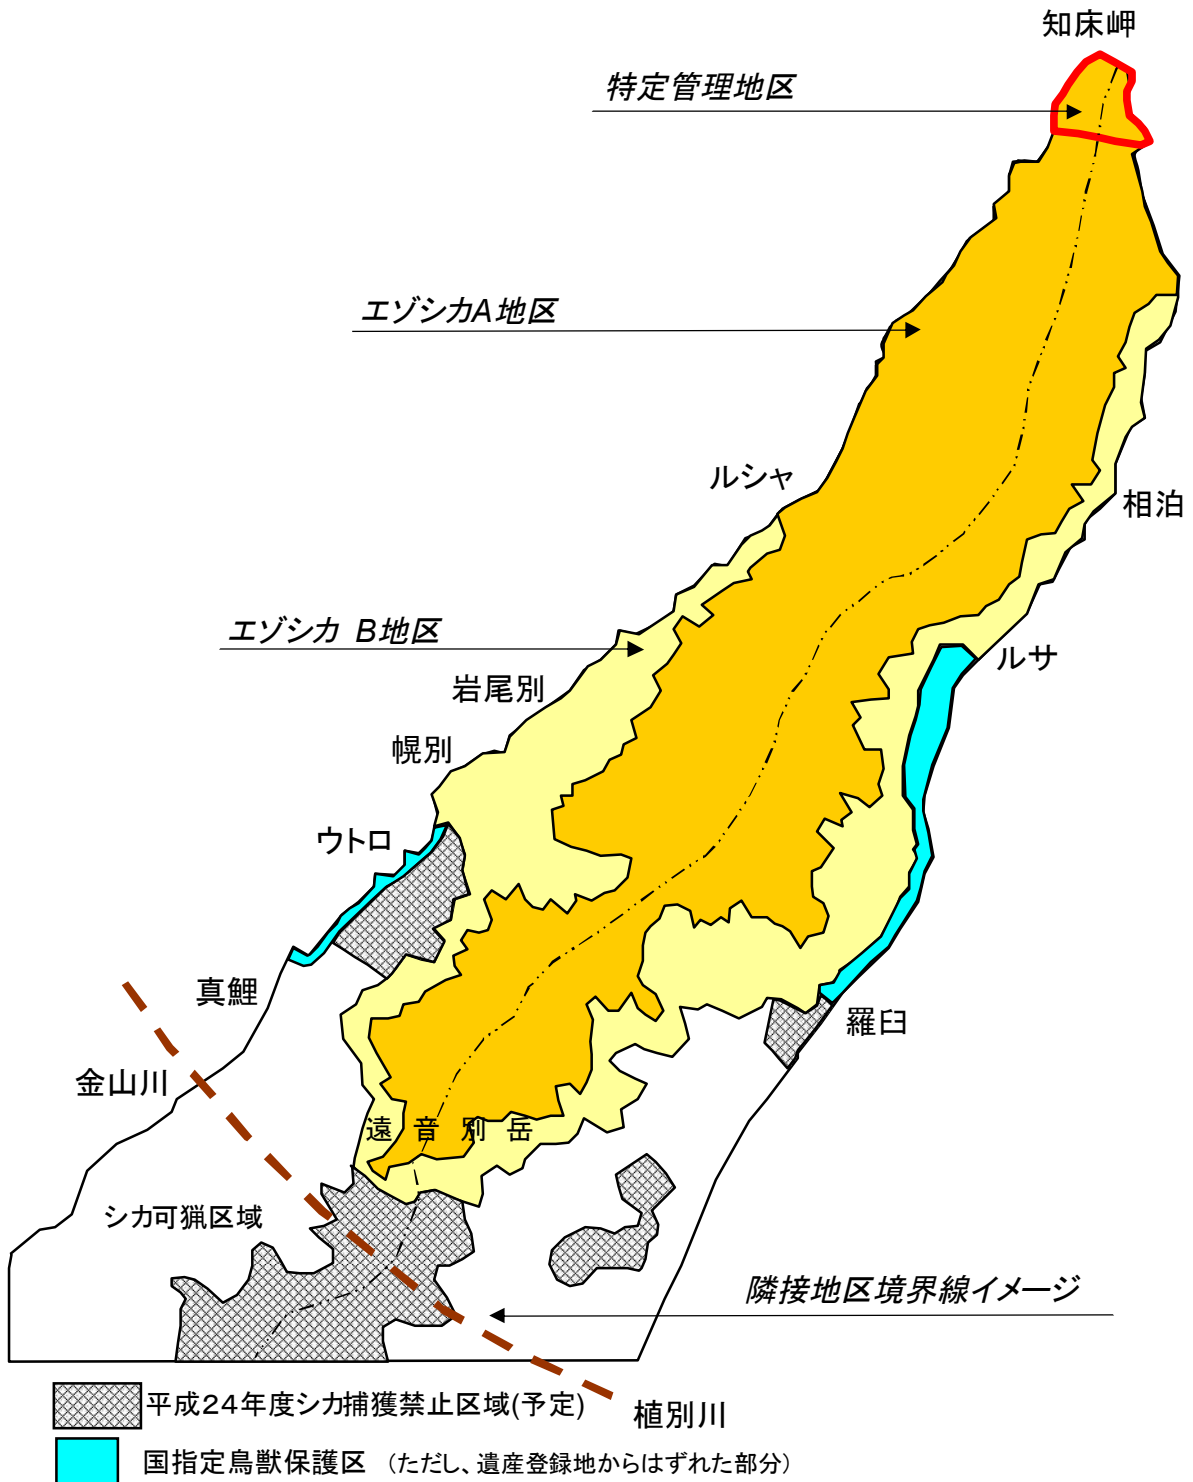 知床岬
特定管理地区
エゾシカA地区
ルシャ
相泊
エゾシカ B地区
ルサ
岩尾別
幌別
ウトロ
真鯉
羅臼
金山川
遠音別岳
シカ可猟区域
隣接地区境界線イメージ
平成24年度シカ捕獲禁止区域(予定)
植別川
国指定鳥獣保護区 (ただし、遺産登録地からはずれた部分)